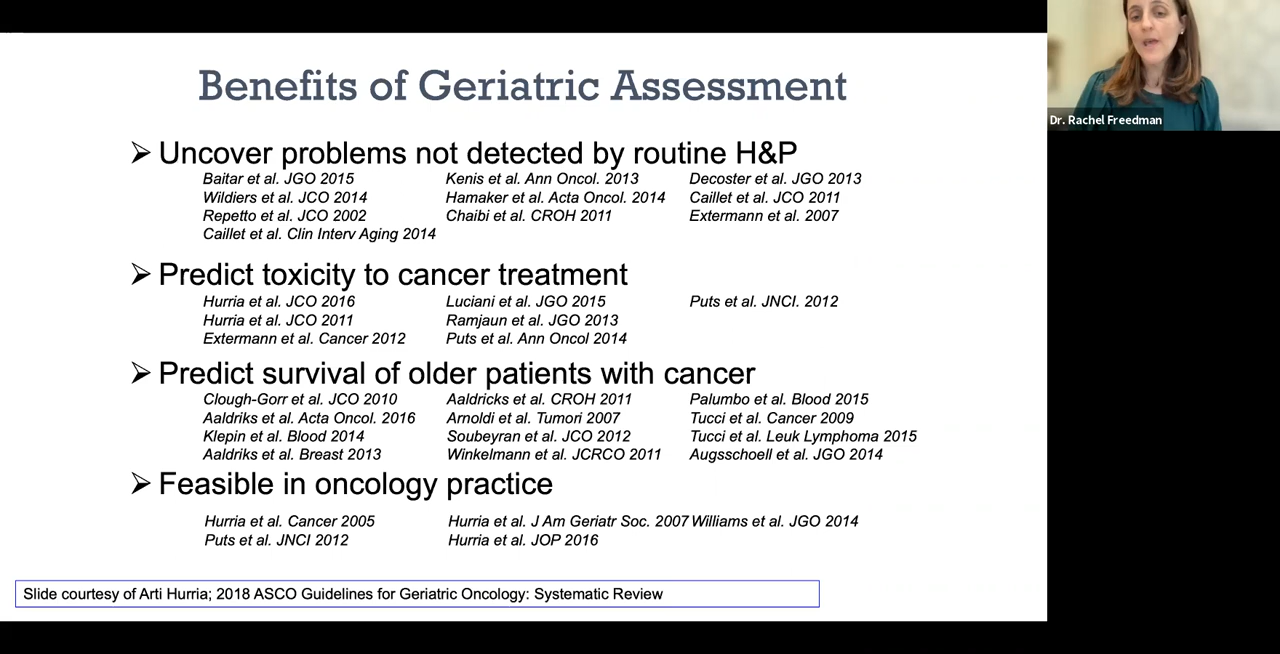 Benefits of Geriatric Assessment
➢ Uncover problems not detected by routine H&P
Baitar et al. JGO 2015 Kenis et al. Ann Oncol. 2013 Decoster et al. JGO 2013
Wildiers et al. JCO 2014 Hamaker et al. Acta Oncol. 2014 Caillet et al. JCO 2011
Repetto et al. JCO 2002 Chaibi et al. CROH 2011 Extermann et al. 2007
Caillet et al. Clin Interv Aging 2014
➢ Predict toxicity to cancer treatment
Hurria et al. JCO 2016 Luciani et al. JGO 2015 Puts et al. JNCI. 2012
Hurria et al. JCO 2011 Ramjaun et al. JGO 2013
Extermann et al. Cancer 2012 Puts et al. Ann Oncol 2014
➢ Predict survival of older patients with cancer
Clough-Gorr et al. JCO 2010 Aaldricks et al. CROH 2011 Palumbo et al. Blood 2015
Aaldriks et al. Acta Oncol. 2016 Arnoldi et al. Tumori 2007 Tucci et al. Cancer 2009
Klepin et al. Blood 2014 Soubeyran et al. JCO 2012 Tucci et al. Leuk Lymphoma 2015
Aaldriks et al. Breast 2013 Winkelmann et al. JCRCO 2011 Augsschoell et al. JGO 2014
➢ Feasible in oncology practice
Hurria et al. Cancer 2005 Hurria et al. J Am Geriatr Soc. 2007 Williams et al. JGO 2014
Puts et al. JNCI 2012 Hurria et al. JOP 2016
Slide courtesy of Arti Hurria; 2018 ASCO Guidelines for Geriatric Oncology: Systematic Review
Dr. Rachel Freedman